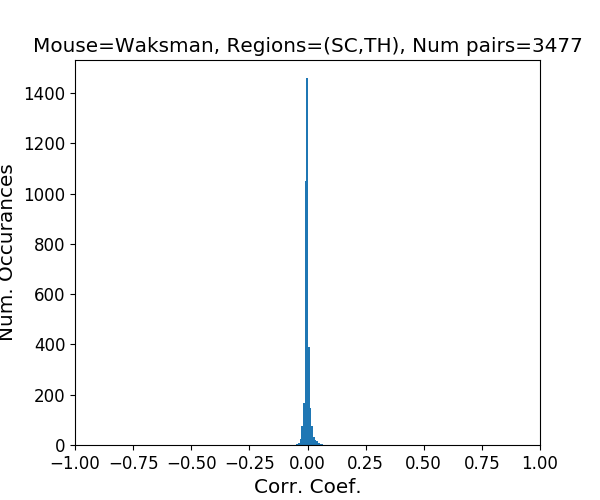 Mouse=Waksman, Regions=(SC,TH), Num pairs=3477
1400
1200
1000
800
600
400
200
0
Num. Occurances
−1.00 −0.75 −0.50 −0.25 0.00 0.25 0.50 0.75 1.00
Corr. Coef.